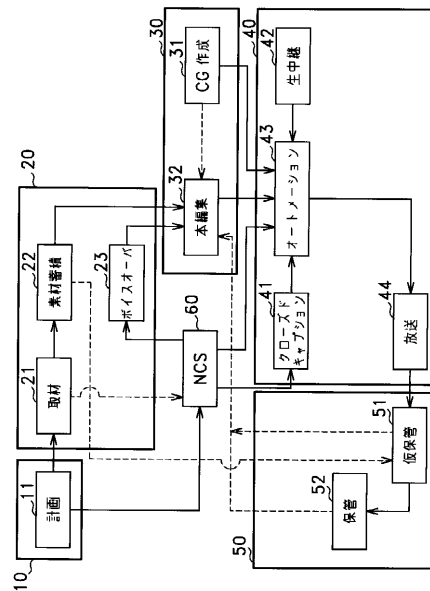 10
11
計画
20
21
取材
22
素材蓄積
23
ボイスオーバ
60
NCS
30
31
CG 作成
32
本編集
40
41
クローズド
キャプション
42
生中継
43
オートメーション
44
放送
50
51
仮保管
52
保管